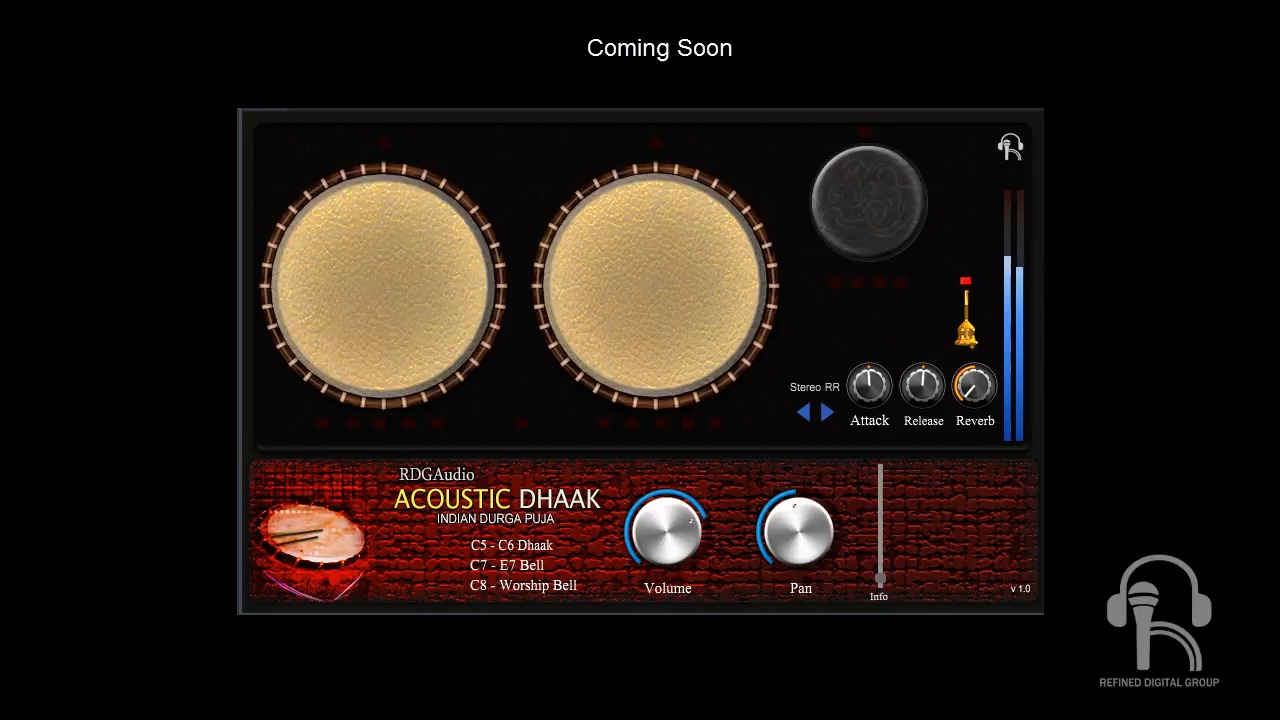 Coming Soon
Stereo RR
Attack
Release
Reverb
RDGAudio
ACOUSTIC DHAAK
INDIAN DURGA PUJA
C5 - C6 Dhaak
C7 - E7 Bell
C8 - Worship Bell
Volume
Pan
Info
v 1.0
REFINED DIGITAL GROUP